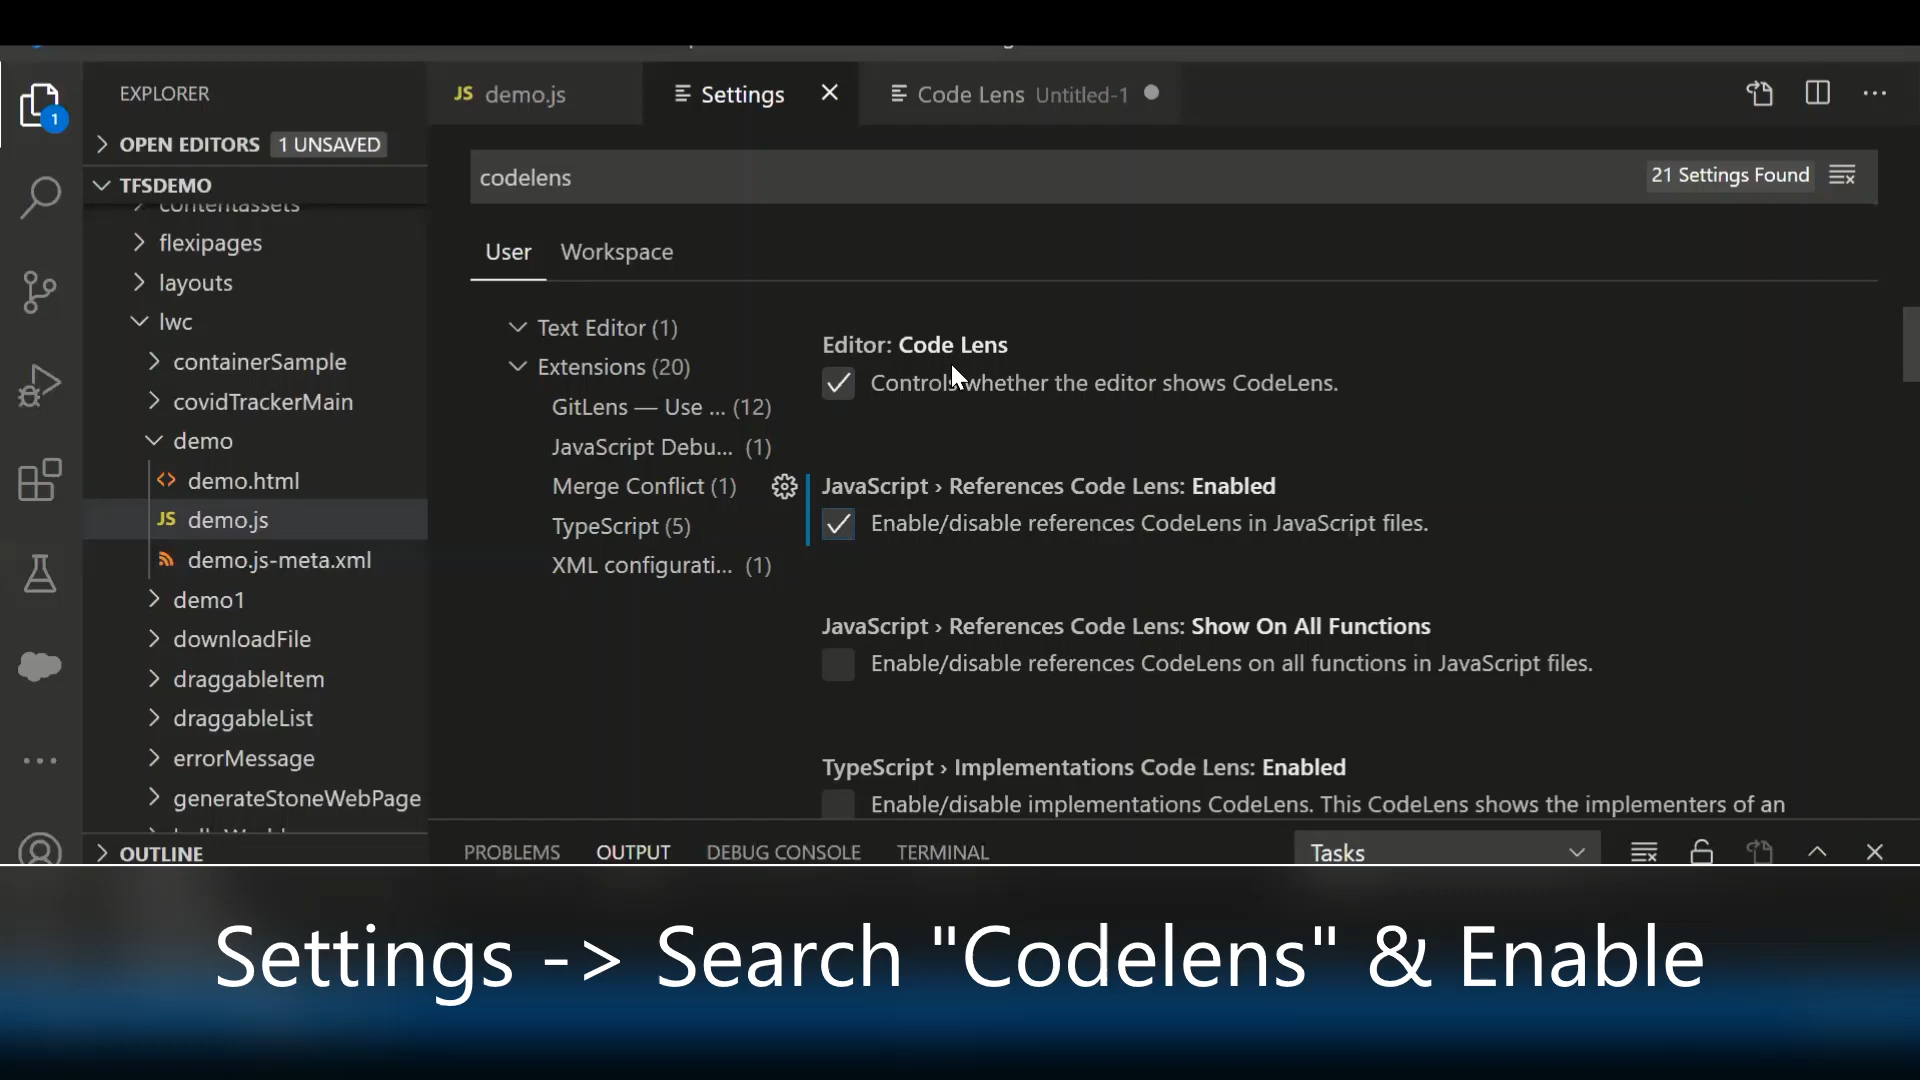 EXPLORER
JS demo.js
Settings
Code Lens Untitled-1
1
OPEN EDITORS 1 UNSAVED
TFSDEMO
contentassets
flexipages
layouts
lwc
containerSample
covidTrackerMain
demo
demo.html
JS demo.js
demo.js-meta.xml
demo1
downloadFile
draggableItem
draggableList
errorMessage
generateStoneWebPage
OUTLINE
codelens
21 Settings Found
User Workspace
Text Editor (1)
Extensions (20)
GitLens — Use ... (12)
JavaScript Debu... (1)
Merge Conflict (1)
TypeScript (5)
XML configurati... (1)
Editor: Code Lens
Controls whether the editor shows CodeLens.
JavaScript › References Code Lens: Enabled
Enable/disable references CodeLens in JavaScript files.
JavaScript › References Code Lens: Show On All Functions
Enable/disable references CodeLens on all functions in JavaScript files.
TypeScript › Implementations Code Lens: Enabled
Enable/disable implementations CodeLens. This CodeLens shows the implementers of an
PROBLEMS OUTPUT DEBUG CONSOLE TERMINAL
Tasks
Settings -> Search "Codelens" & Enable